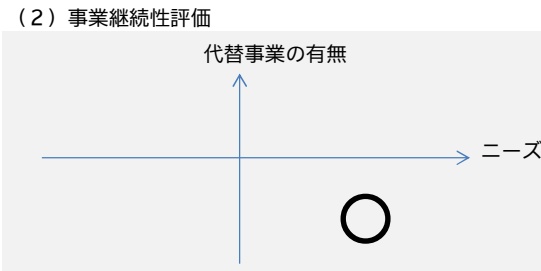 （２）事業継続性評価
代替事業の有無
ニーズ